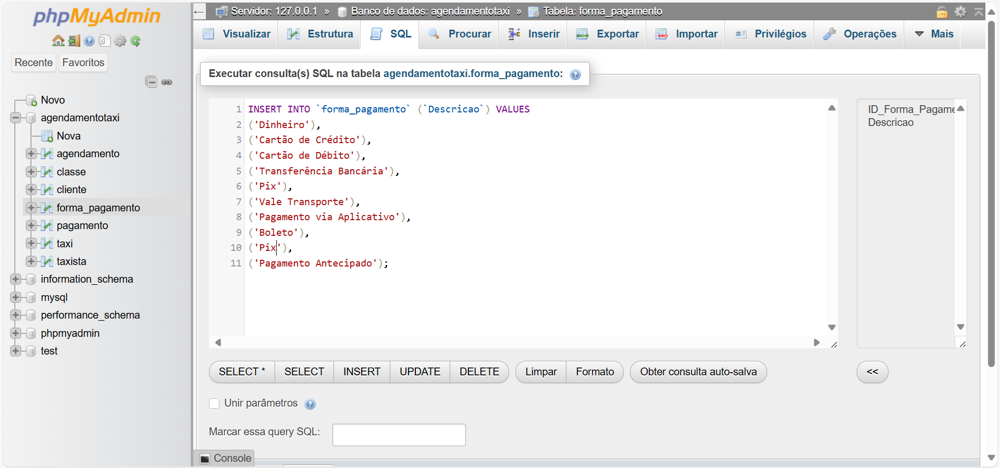 phpMyAdmin
Recente Favoritos
Novo
agendamentotaxi
Nova
agendamento
classe
cliente
forma_pagamento
pagamento
taxi
taxista
information_schema
mysql
performance_schema
phpmyadmin
test
← Servidor: 127.0.0.1 » Banco de dados: agendamentotaxi » Tabela: forma_pagamento
Visualizar Estrutura SQL Procurar Inserir Exportar Importar Privilégios Operações Mais
Executar consulta(s) SQL na tabela agendamentotaxi.forma_pagamento:
1 INSERT INTO `forma_pagamento` (`Descricao`) VALUES
2 ('Dinheiro'),
3 ('Cartão de Crédito'),
4 ('Cartão de Débito'),
5 ('Transferência Bancária'),
6 ('Pix'),
7 ('Vale Transporte'),
8 ('Pagamento via Aplicativo'),
9 ('Boleto'),
10 ('Pix'),
11 ('Pagamento Antecipado');
ID_Forma_Pagame
Descricao
SELECT * SELECT INSERT UPDATE DELETE Limpar Formato Obter consulta auto-salva <<
Unir parâmetros
Marcar essa query SQL:
Console